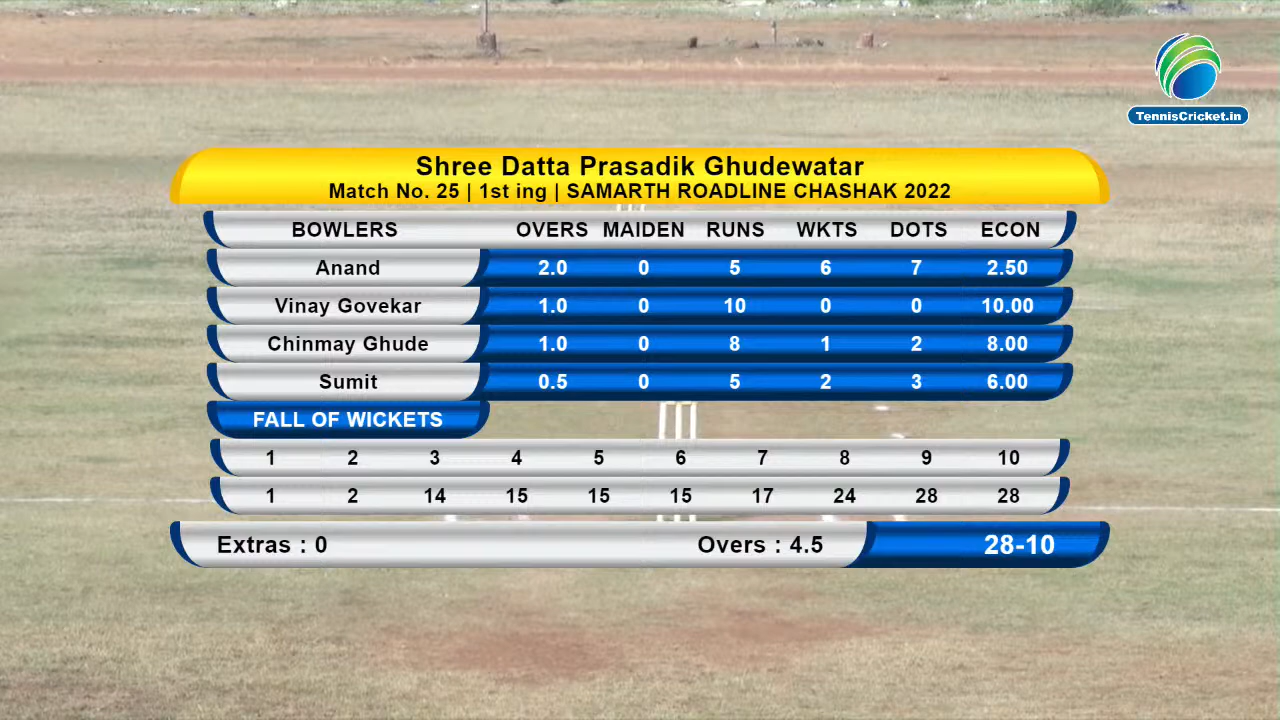 TennisCricket.in
Shree Datta Prasadik Ghudewatar
Match No. 25 | 1st ing | SAMARTH ROADLINE CHASHAK 2022
BOWLERS OVERS MAIDEN RUNS WKTS DOTS ECON
Anand 2.0 0 5 6 7 2.50
Vinay Govekar 1.0 0 10 0 0 10.00
Chinmay Ghude 1.0 0 8 1 2 8.00
Sumit 0.5 0 5 2 3 6.00
FALL OF WICKETS
1 2 3 4 5 6 7 8 9 10
1 2 14 15 15 15 17 24 28 28
Extras : 0 Overs : 4.5 28-10